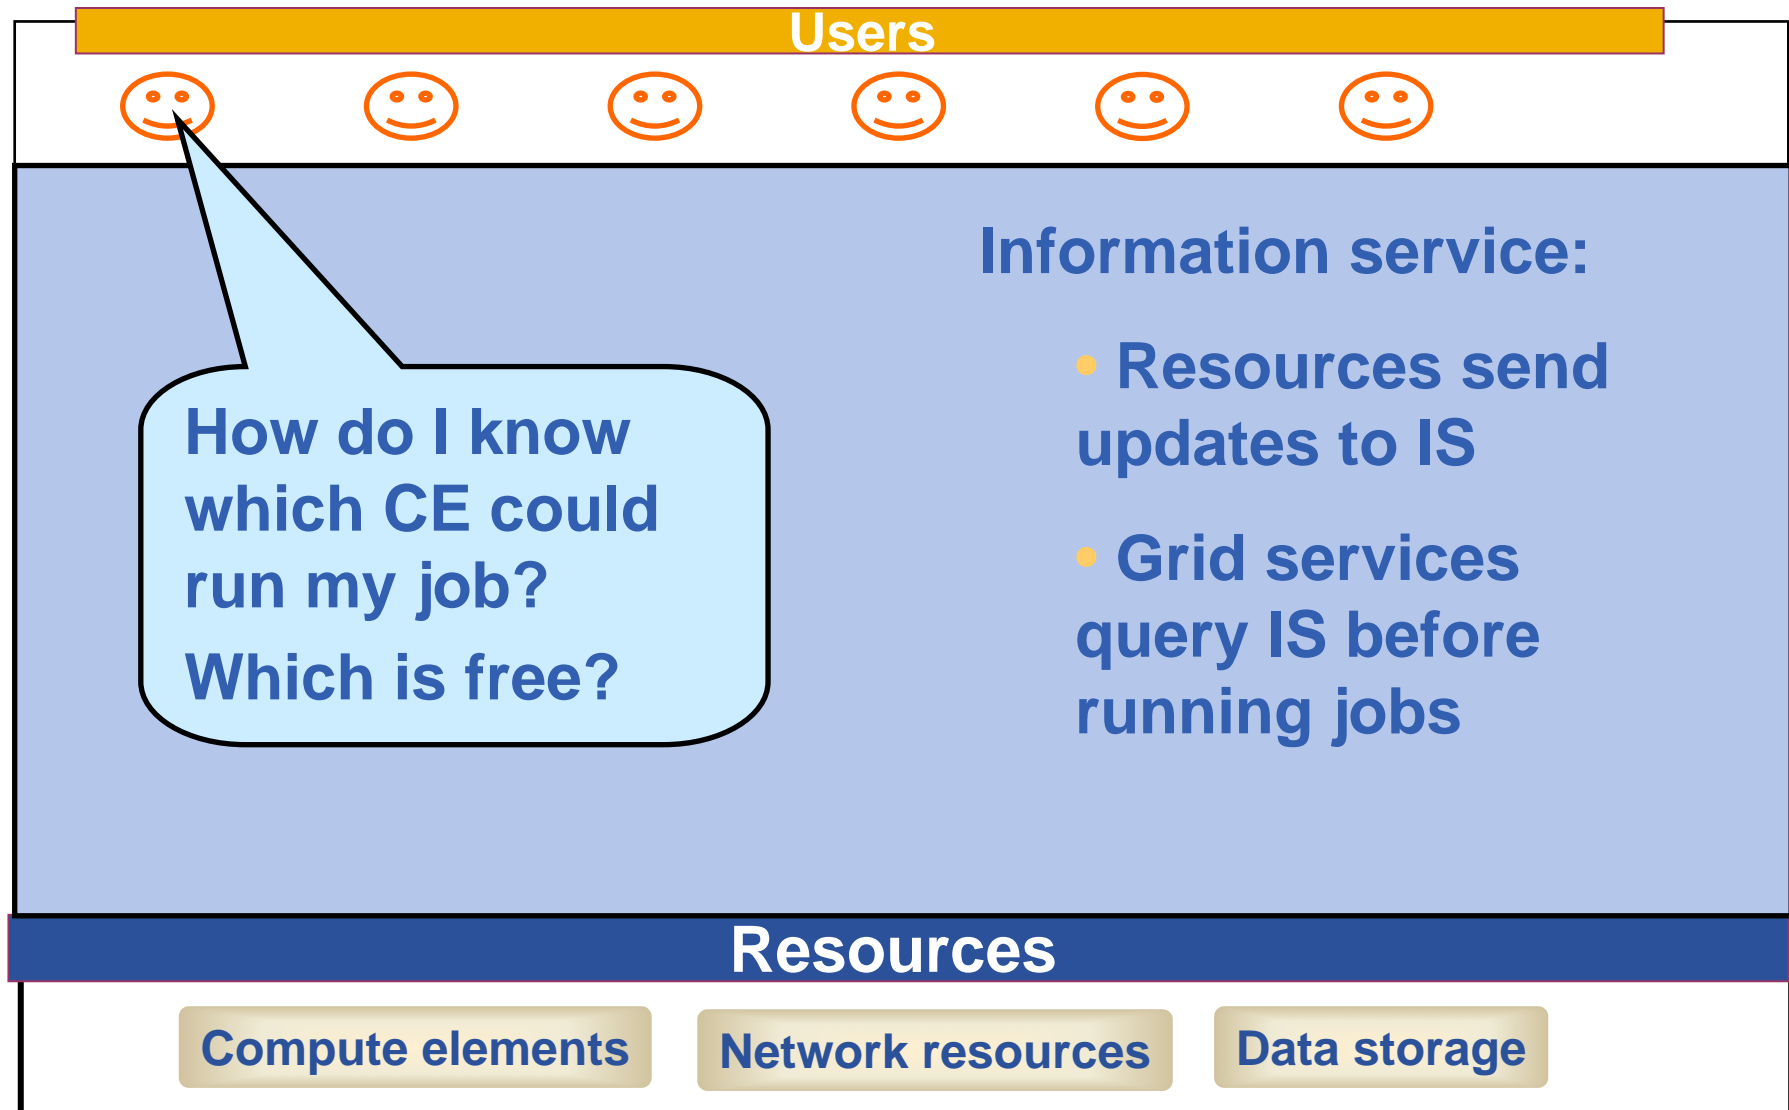 Users
How do I know
which CE could
run my job?
Which is free?
Information service:
• Resources send
updates to IS
• Grid services
query IS before
running jobs
Resources
Compute elements
Network resources
Data storage